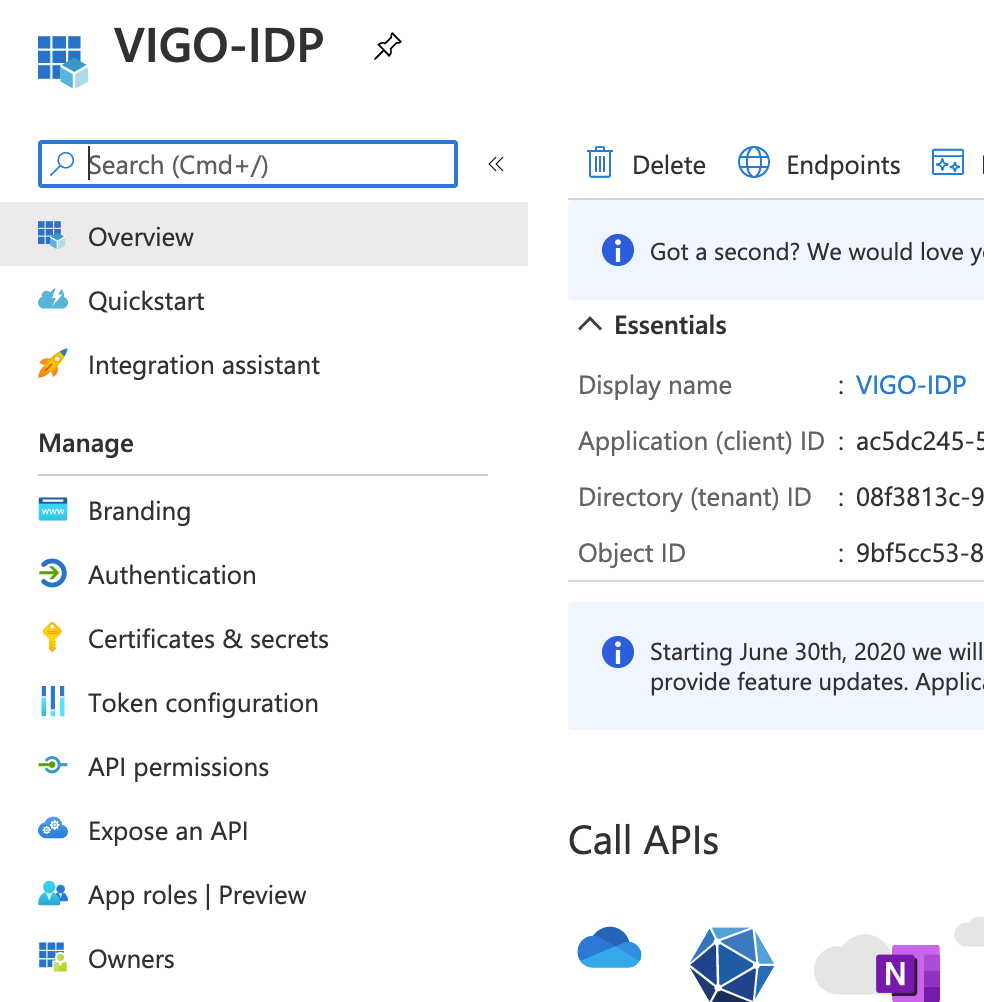 VIGO-IDP
Search (Cmd+/)
Overview
Quickstart
Integration assistant
Manage
www
Branding
Authentication
Certificates & secrets
Token configuration
API permissions
Expose an API
App roles | Preview
Owners
Delete
Endpoints
Got a second? We would love
Essentials
Display name : VIGO-IDP
Application (client) ID : ac5dc245-5
Directory (tenant) ID : 08f3813c-9
Object ID : 9bf5cc53-8
Starting June 30th, 2020 we will
provide feature updates.
Call APIs
N